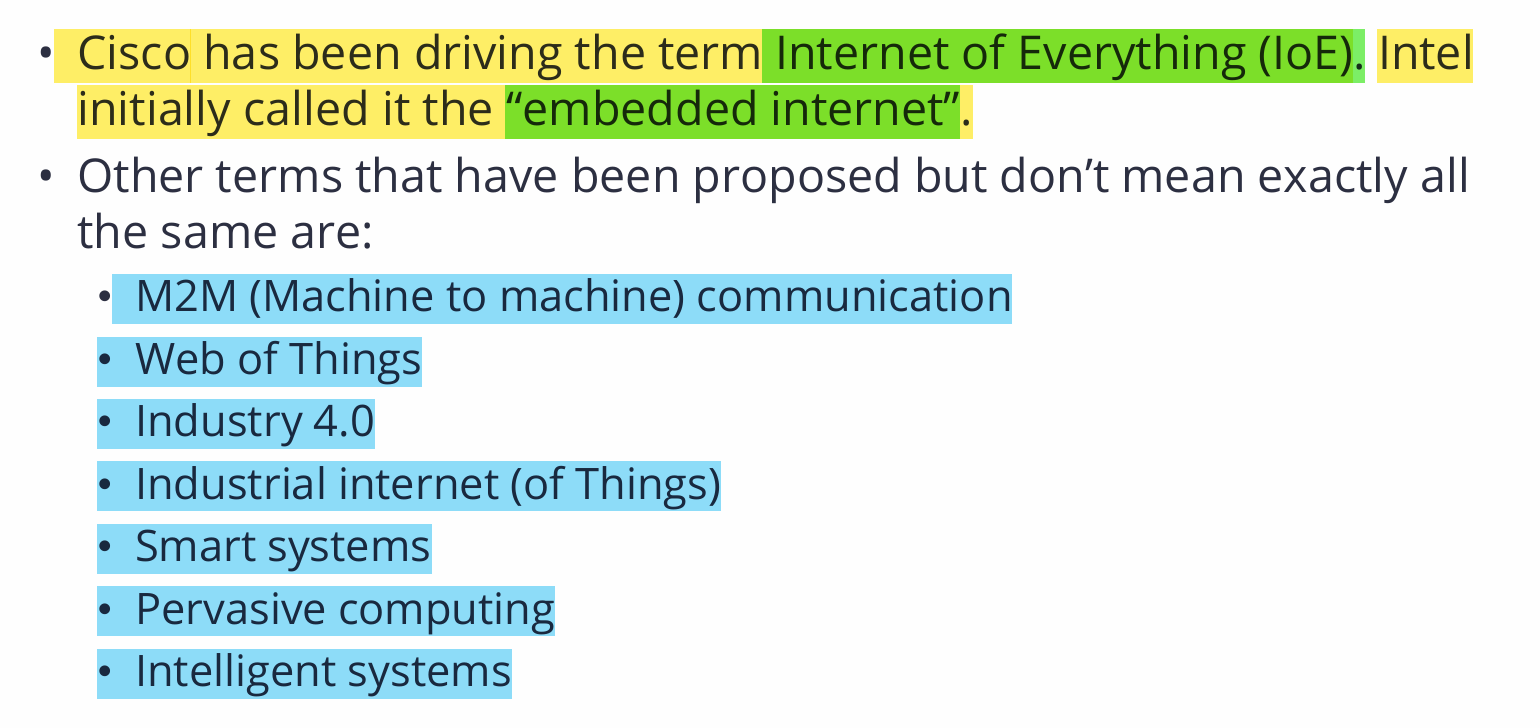 • Cisco has been driving the term Internet of Everything (IoE). Intel
initially called it the “embedded internet”.
• Other terms that have been proposed but don’t mean exactly all
the same are:
• M2M (Machine to machine) communication
• Web of Things
• Industry 4.0
• Industrial internet (of Things)
• Smart systems
• Pervasive computing
• Intelligent systems